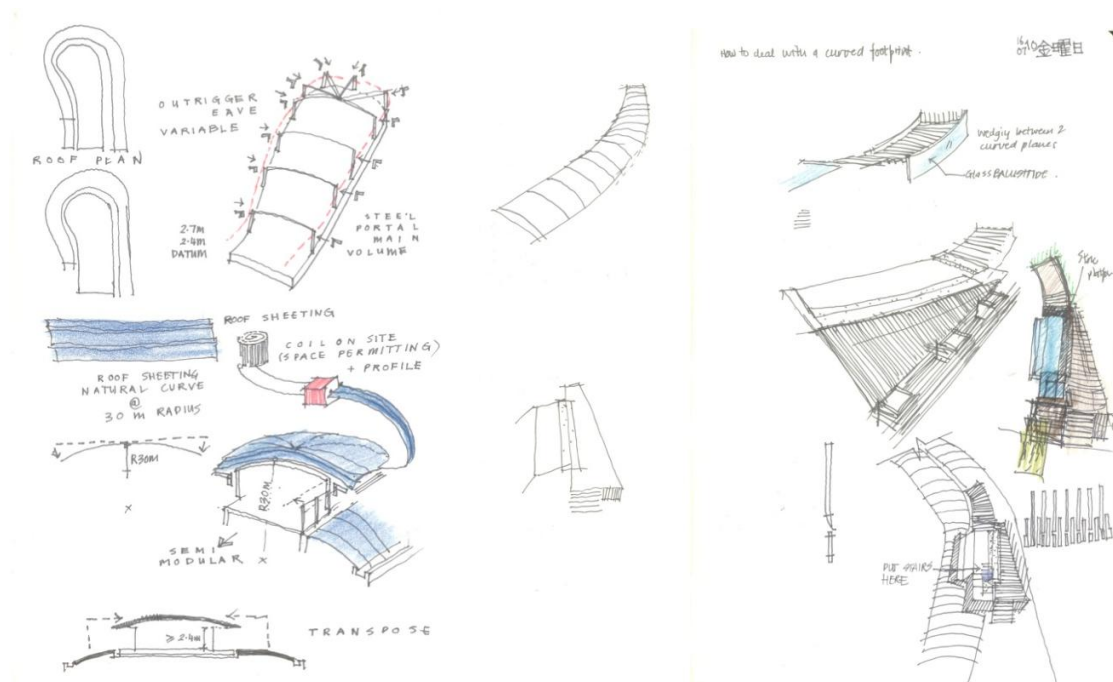 ROOF PLAN
OUTRIGGER
EAVE
VARIABLE
2.7m
2.4m
DATUM
STEEL
PORTAL
MAIN
VOLUME
ROOF SHEETING
COIL ON SITE
(SPACE PERMITTING)
+ PROFILE
ROOF SHEETING
NATURAL CURVE
@
30 M RADIUS
R30M
R30M
SEMI
MODULAR
≥ 2.4m
TRANSPOSE
How to deal with a curved footprint.
金曜日
between 2
curved planes
GLASS BALUSTRADE.
PUT STAIRS
HERE